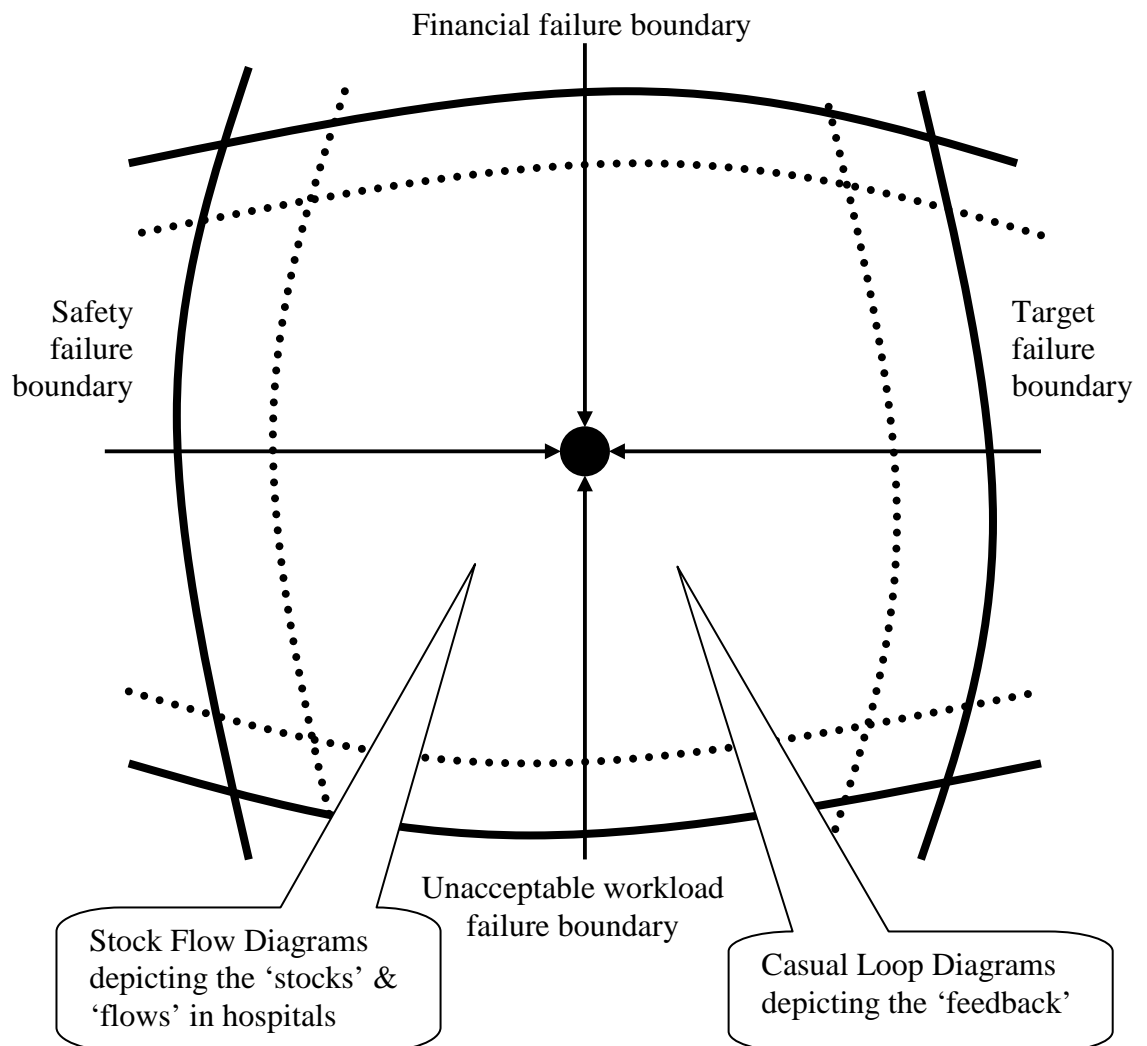 Financial failure boundary
Safety
failure
boundary
Target
failure
boundary
Unacceptable workload
failure boundary
Stock Flow Diagrams
depicting the ‘stocks’ &
‘flows’ in hospitals
Casual Loop Diagrams
depicting the ‘feedback’